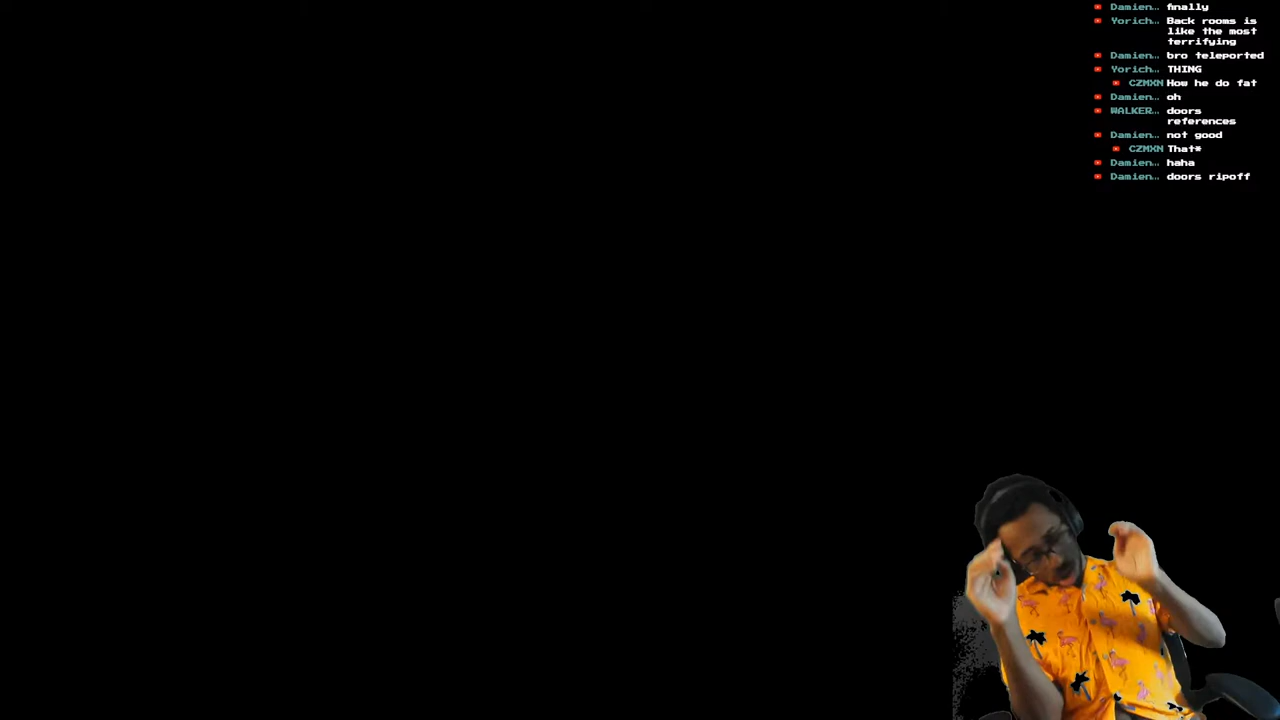 Damien… finally
Yorich… Back rooms is
like the most
terrifying
Damien… bro teleported
Yorich… THING
CZMXN How he do fat
Damien… oh
WALKER… doors
references
Damien… not good
CZMXN That*
Damien… haha
Damien… doors ripoff